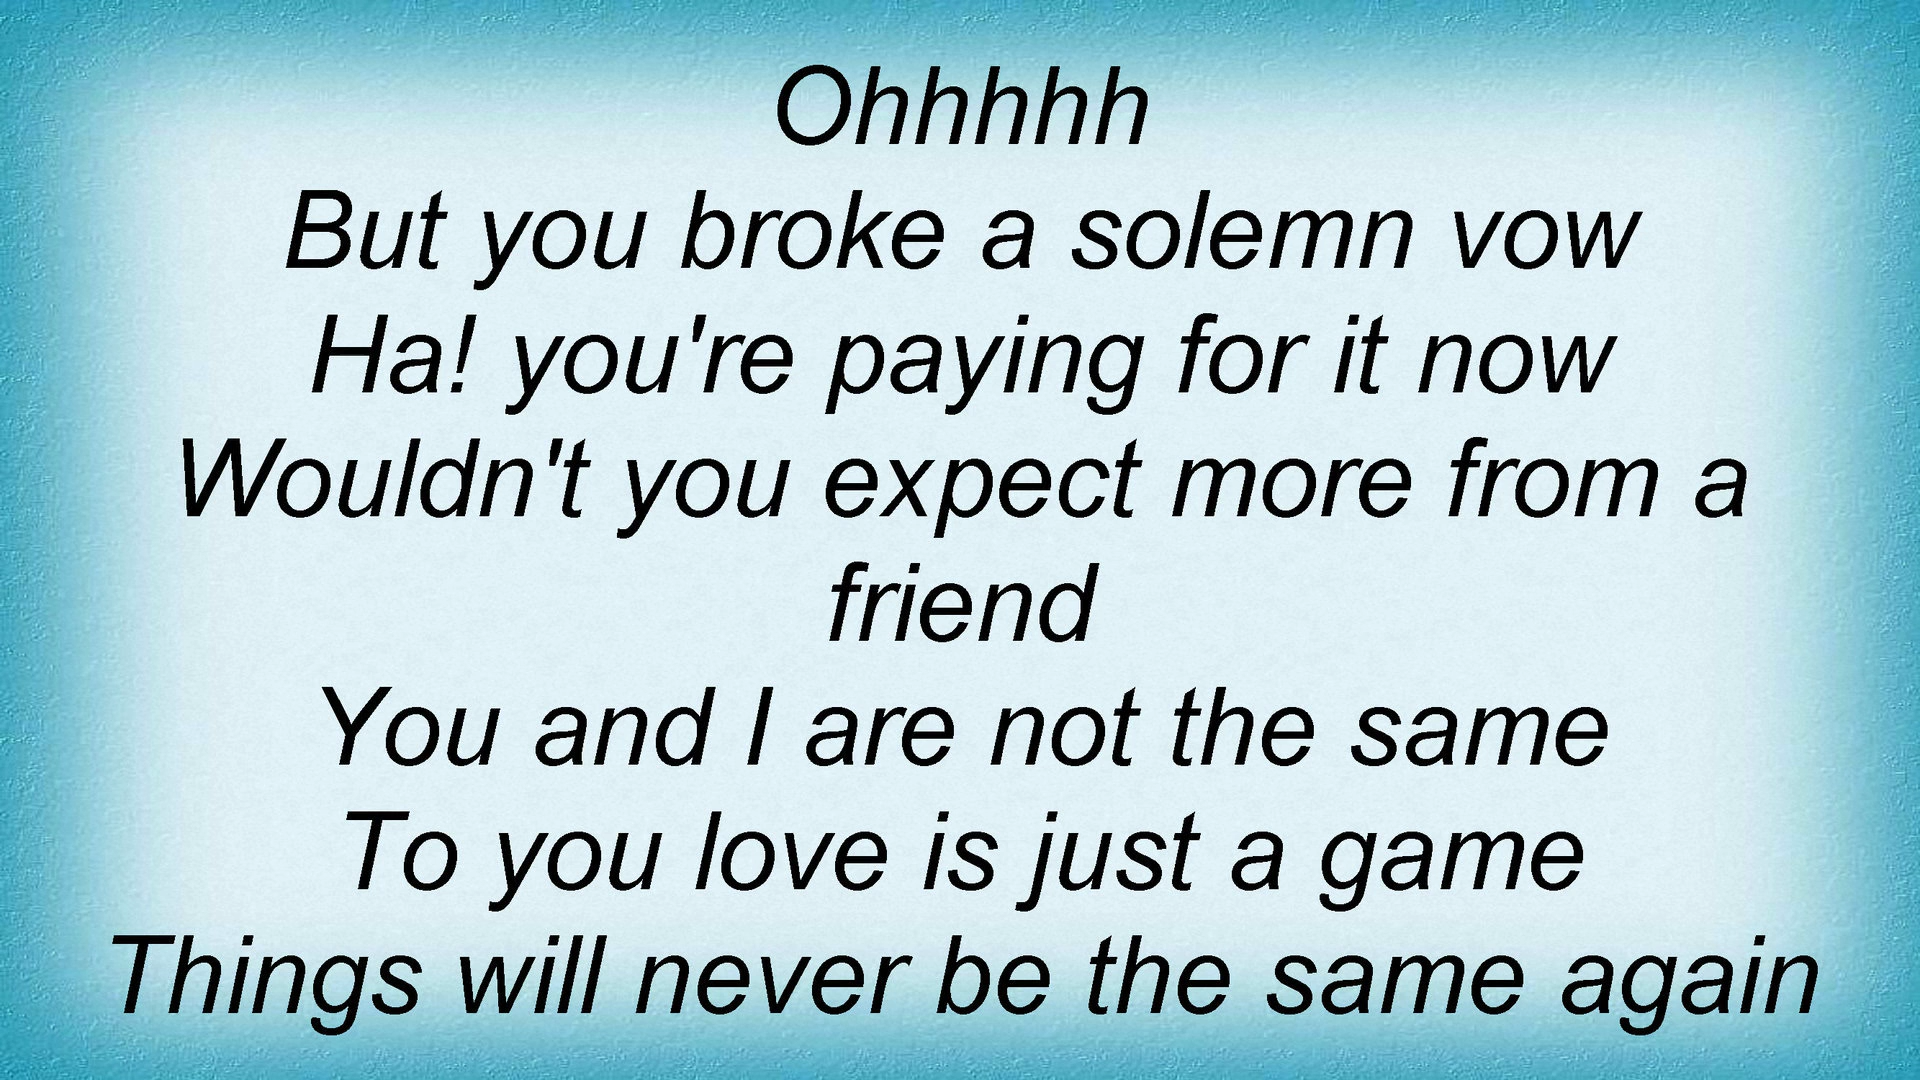 Ohhhhh
But you broke a solemn vow
Ha! you're paying for it now
Wouldn't you expect more from a
friend
You and I are not the same
To you love is just a game
Things will never be the same again